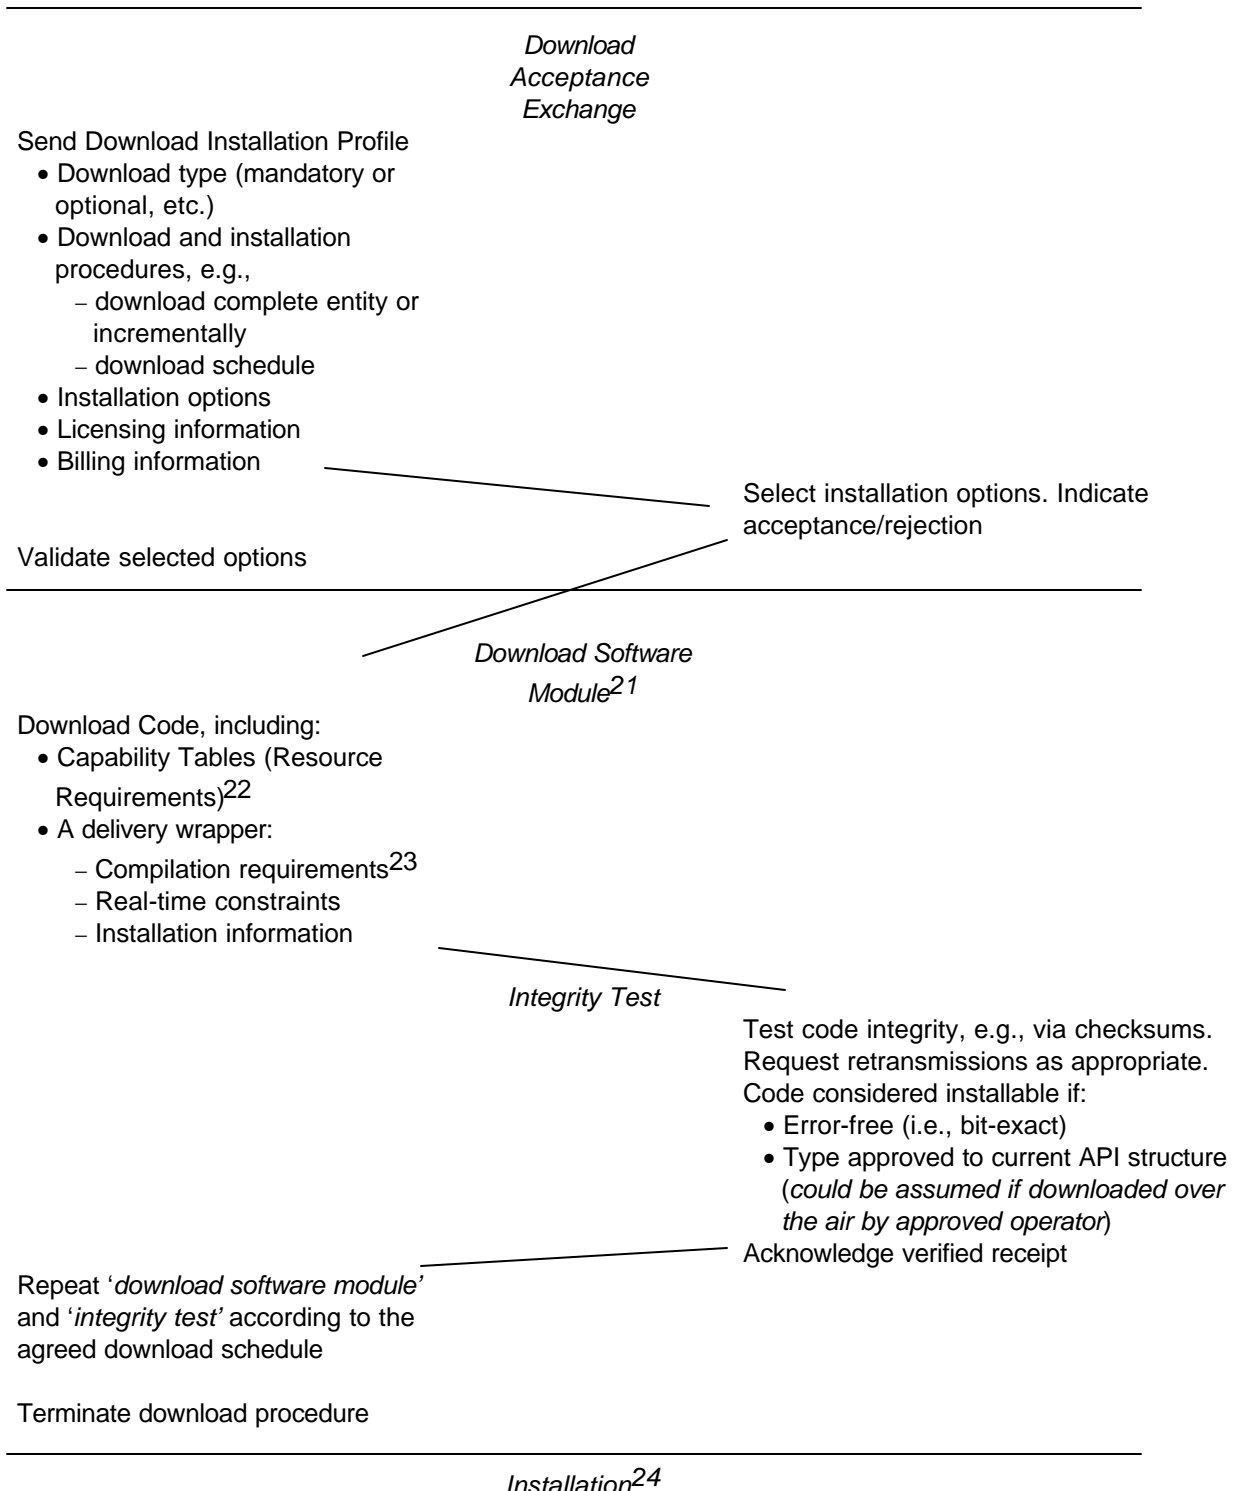 Download
Acceptance
Exchange
Send Download Installation Profile
• Download type (mandatory or
optional, etc.)
• Download and installation
procedures, e.g.,
– download complete entity or
incrementally
– download schedule
• Installation options
• Licensing information
• Billing information
Select installation options. Indicate
acceptance/rejection
Validate selected options
Download Software
Module21
Download Code, including:
• Capability Tables (Resource
Requirements)22
• A delivery wrapper:
– Compilation requirements23
– Real-time constraints
– Installation information
Integrity Test
Test code integrity, e.g., via checksums.
Request retransmissions as appropriate.
Code considered installable if:
• Error-free (i.e., bit-exact)
• Type approved to current API structure
(could be assumed if downloaded over
the air by approved operator)
Acknowledge verified receipt
Repeat ‘download software module’
and ‘integrity test’ according to the
agreed download schedule
Terminate download procedure
Installation24